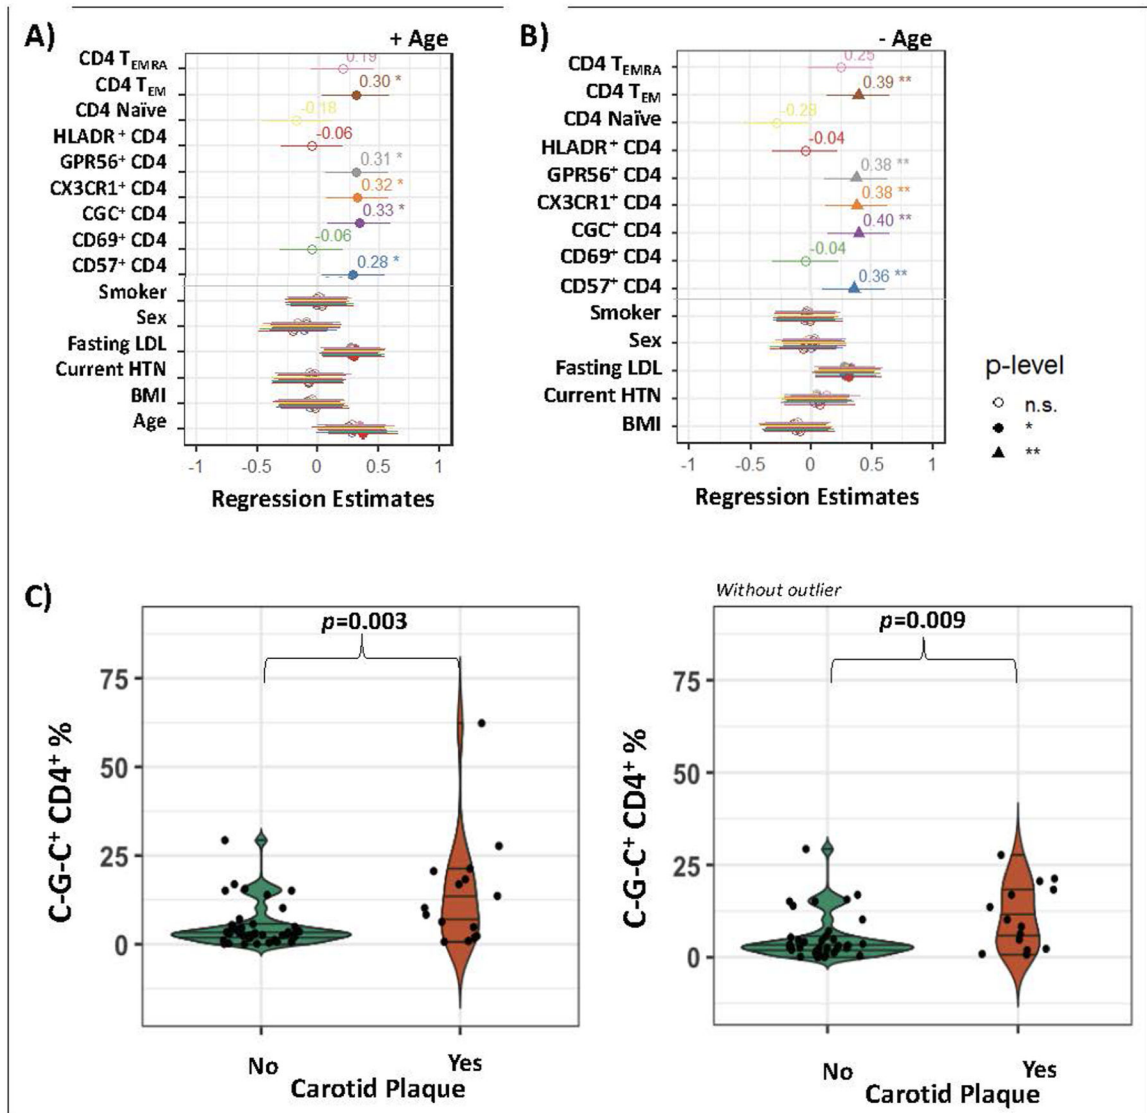 A)
+ Age
CD4 TEMRA
0.19
CD4 TEM
0.30 *
CD4 Naïve
-0.18
HLADR + CD4
-0.06
GPR56+ CD4
0.31 *
CX3CR1+ CD4
0.32 *
CGC+ CD4
0.33 *
CD69+ CD4
-0.06
CD57+ CD4
0.28 *
Smoker
Sex
Fasting LDL
Current HTN
BMI
Age
-1 -0.5 0 0.5 1
Regression Estimates
B)
- Age
CD4 TEMRA
0.25
CD4 TEM
0.39 **
CD4 Naïve
-0.28
HLADR+ CD4
-0.04
GPR56+ CD4
0.38 **
CX3CR1+ CD4
0.38 **
CGC+ CD4
0.40 **
CD69+ CD4
-0.04
CD57+ CD4
0.36 **
Smoker
Sex
Fasting LDL
Current HTN
BMI
-1 -0.5 0 0.5 1
Regression Estimates
p-level
n.s.
*
**
C)
p=0.003
75
50
25
0
C-G-C+ CD4+ %
No Yes
Carotid Plaque
Without outlier
p=0.009
75
50
25
0
C-G-C+ CD4+ %
No Yes
Carotid Plaque